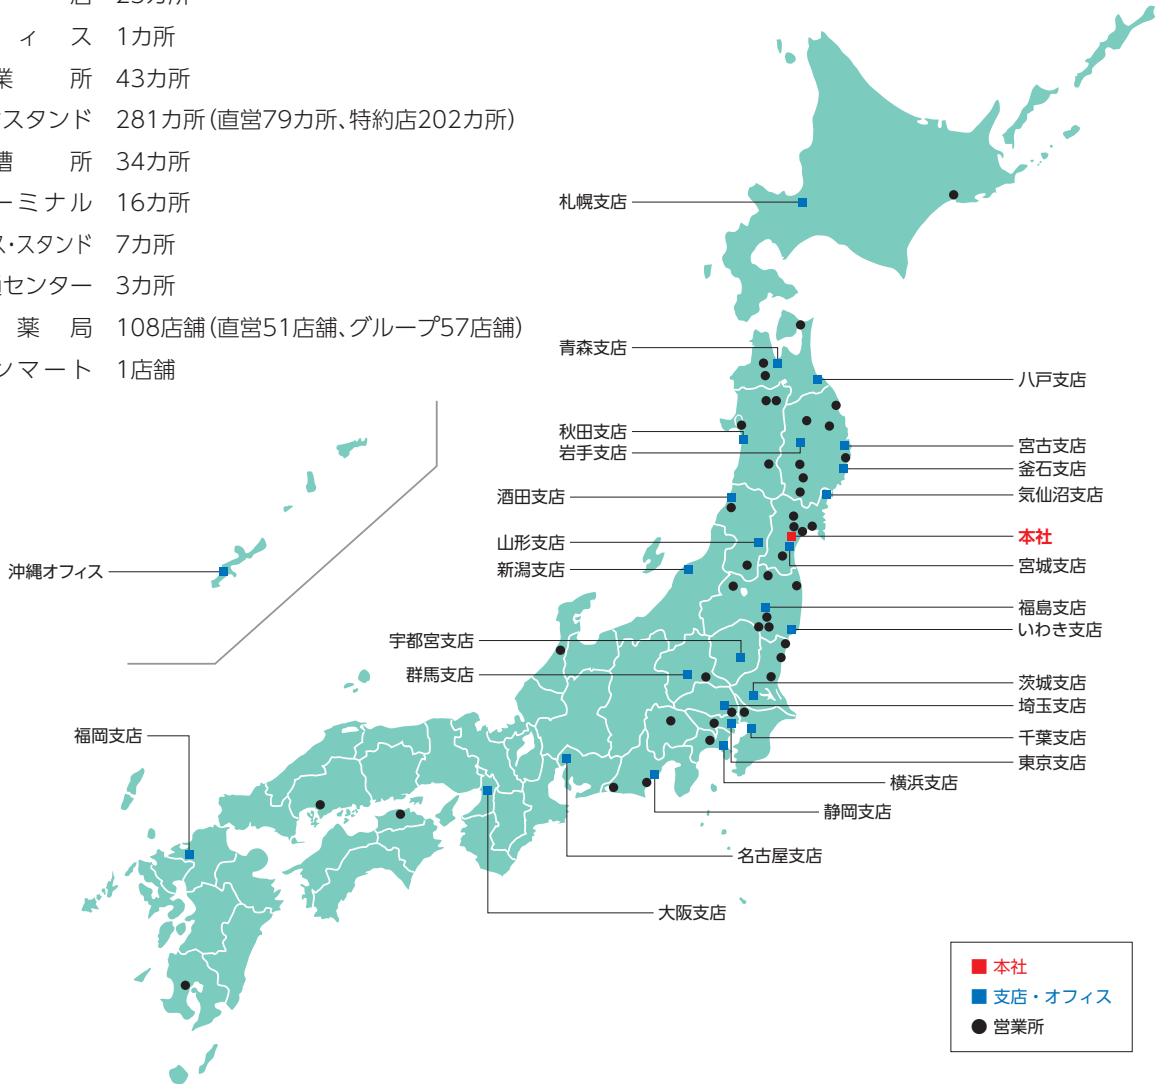 ィス 1カ所
業所 43カ所
スタンド 281カ所(直営79カ所、特約店202カ所)
所 34カ所
ーミナル 16カ所
ス・スタンド 7カ所
センター 3カ所
薬局 108店舗(直営51店舗、グループ57店舗)
ンマート 1店舗
札幌支店
青森支店
八戸支店
秋田支店
岩手支店
宮古支店
釜石支店
気仙沼支店
酒田支店
本社
山形支店
宮城支店
新潟支店
沖縄オフィス
福島支店
いわき支店
宇都宮支店
群馬支店
茨城支店
埼玉支店
福岡支店
千葉支店
東京支店
横浜支店
静岡支店
名古屋支店
大阪支店
本社
支店・オフィス
営業所